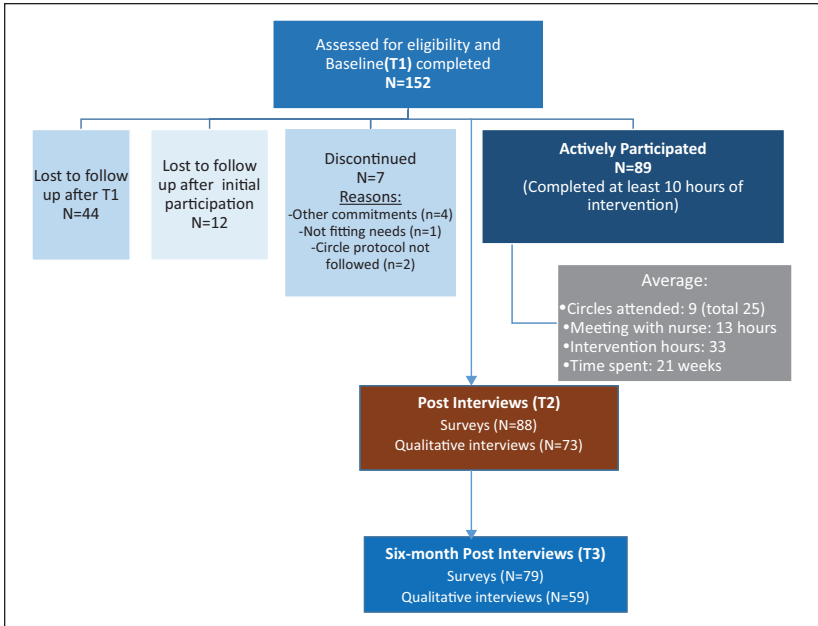 Assessed for eligibility and
Baseline(T1) completed
N=152
Lost to follow
up after T1
N=44
Lost to follow
up after  initial
participation
N=12
Discontinued
N=7
Reasons:
-Other commitments (n=4)
-Not fitting needs (n=1)
-Circle protocol not
followed (n=2)
Actively Participated
N=89
(Completed at least 10 hours of
intervention)
Average:
•Circles attended: 9 (total 25)
•Meeting with nurse: 13 hours
•Intervention hours: 33
•Time spent: 21 weeks
Post Interviews (T2)
Surveys (N=88)
Qualitative interviews (N=73)
Six-month Post Interviews (T3)
Surveys (N=79)
Qualitative interviews (N=59)